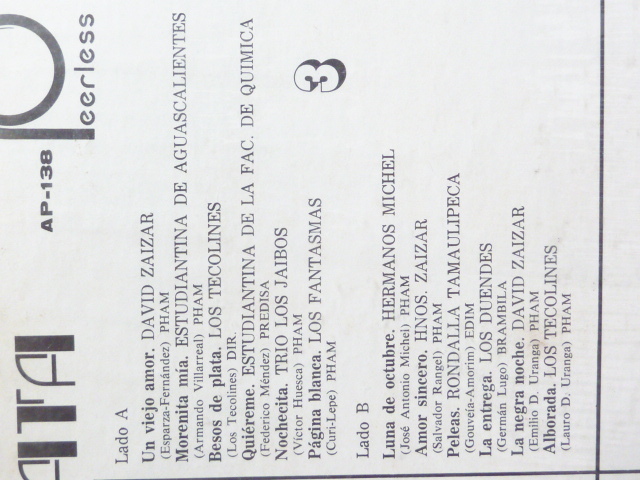 Peerless
AP-138
Lado A
Un viejo amor. DAVID ZAIZAR
(Esparza-Fernández) PHAM
Morenita mía. ESTUDIANTINA DE AGUASCALIENTES
(Armando Villarreal) PHAM
Besos de plata. LOS TECOLINES
(Los Tecolines) DIR.
Quiéreme. ESTUDIANTINA DE LA FAC. DE QUIMICA
(Federico Méndez) PREDISA
Nochecita. TRIO LOS JAIBOS
(Víctor Huesca) PHAM
Página blanca. LOS FANTASMAS
(Curi-Lepe) PHAM
3
Lado B
Luna de octubre. HERMANOS MICHEL
(José Antonio Michel) PHAM
Amor sincero. HNOS. ZAIZAR
(Salvador Rangel) PHAM
Peleas. RONDALLA TAMAULIPECA
(Gouveía-Amorim) EDIM
La entrega. LOS DUENDES
(Germán Lugo) BRAMBILA
La negra noche. DAVID ZAIZAR
(Emilio D. Uranga) PHAM
Alborada. LOS TECOLINES
(Lauro D. Uranga) PHAM